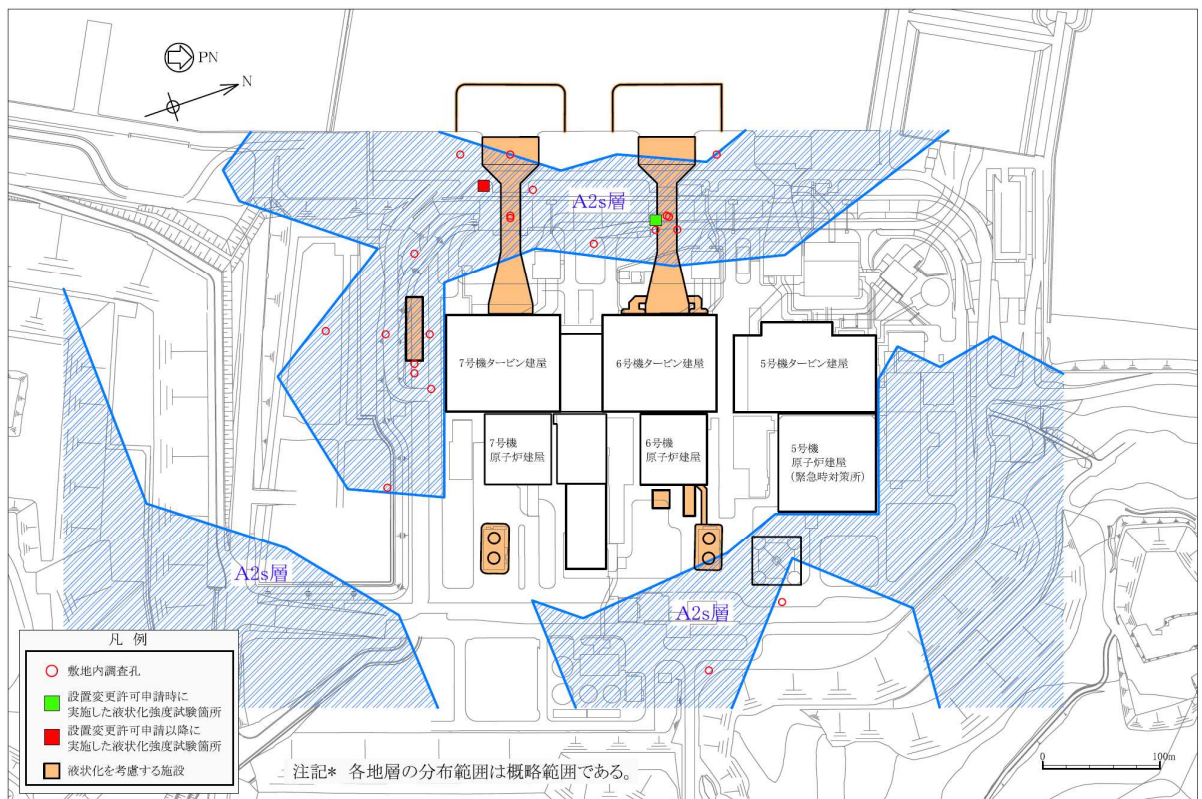 PN
N
A2s層
7号機タービン建屋
6号機タービン建屋
5号機タービン建屋
7号機
原子炉建屋
6号機
原子炉建屋
5号機
原子炉建屋
(緊急時対策所)
A2s層
A2s層
凡 例
敷地内調査孔
設置変更許可申請時に
実施した液状化強度試験箇所
設置変更許可申請以降に
実施した液状化強度試験箇所
液状化を考慮する施設
注記* 各地層の分布範囲は概略範囲である。
0 100m